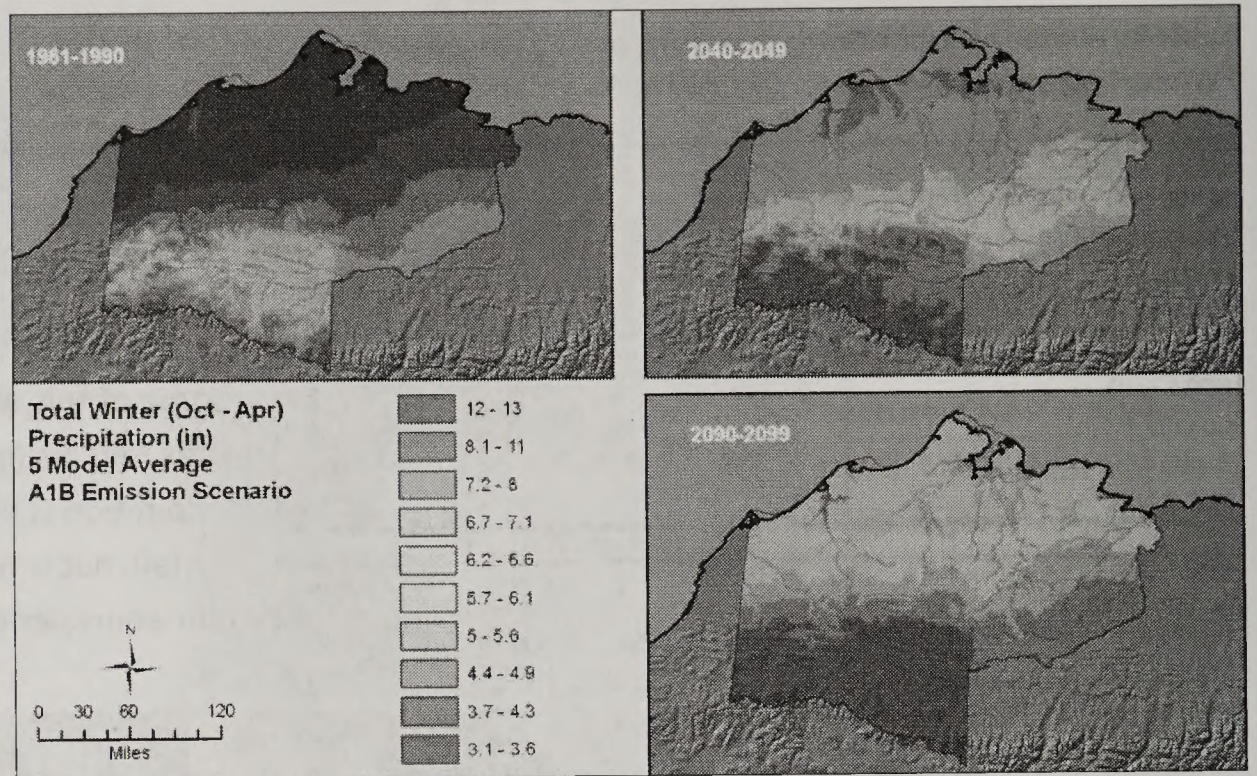 1961-1990
2040-2049
Total Winter (Oct - Apr)
Precipitation (in)
5 Model Average
A1B Emission Scenario
12 - 13
8.1 - 11
7.2 - 8
6.7 - 7.1
6.2 - 6.6
5.7 - 6.1
5 - 5.6
4.4 - 4.9
3.7 - 4.3
3.1 - 3.6
N
0 30 60 120
Miles
2090-2099